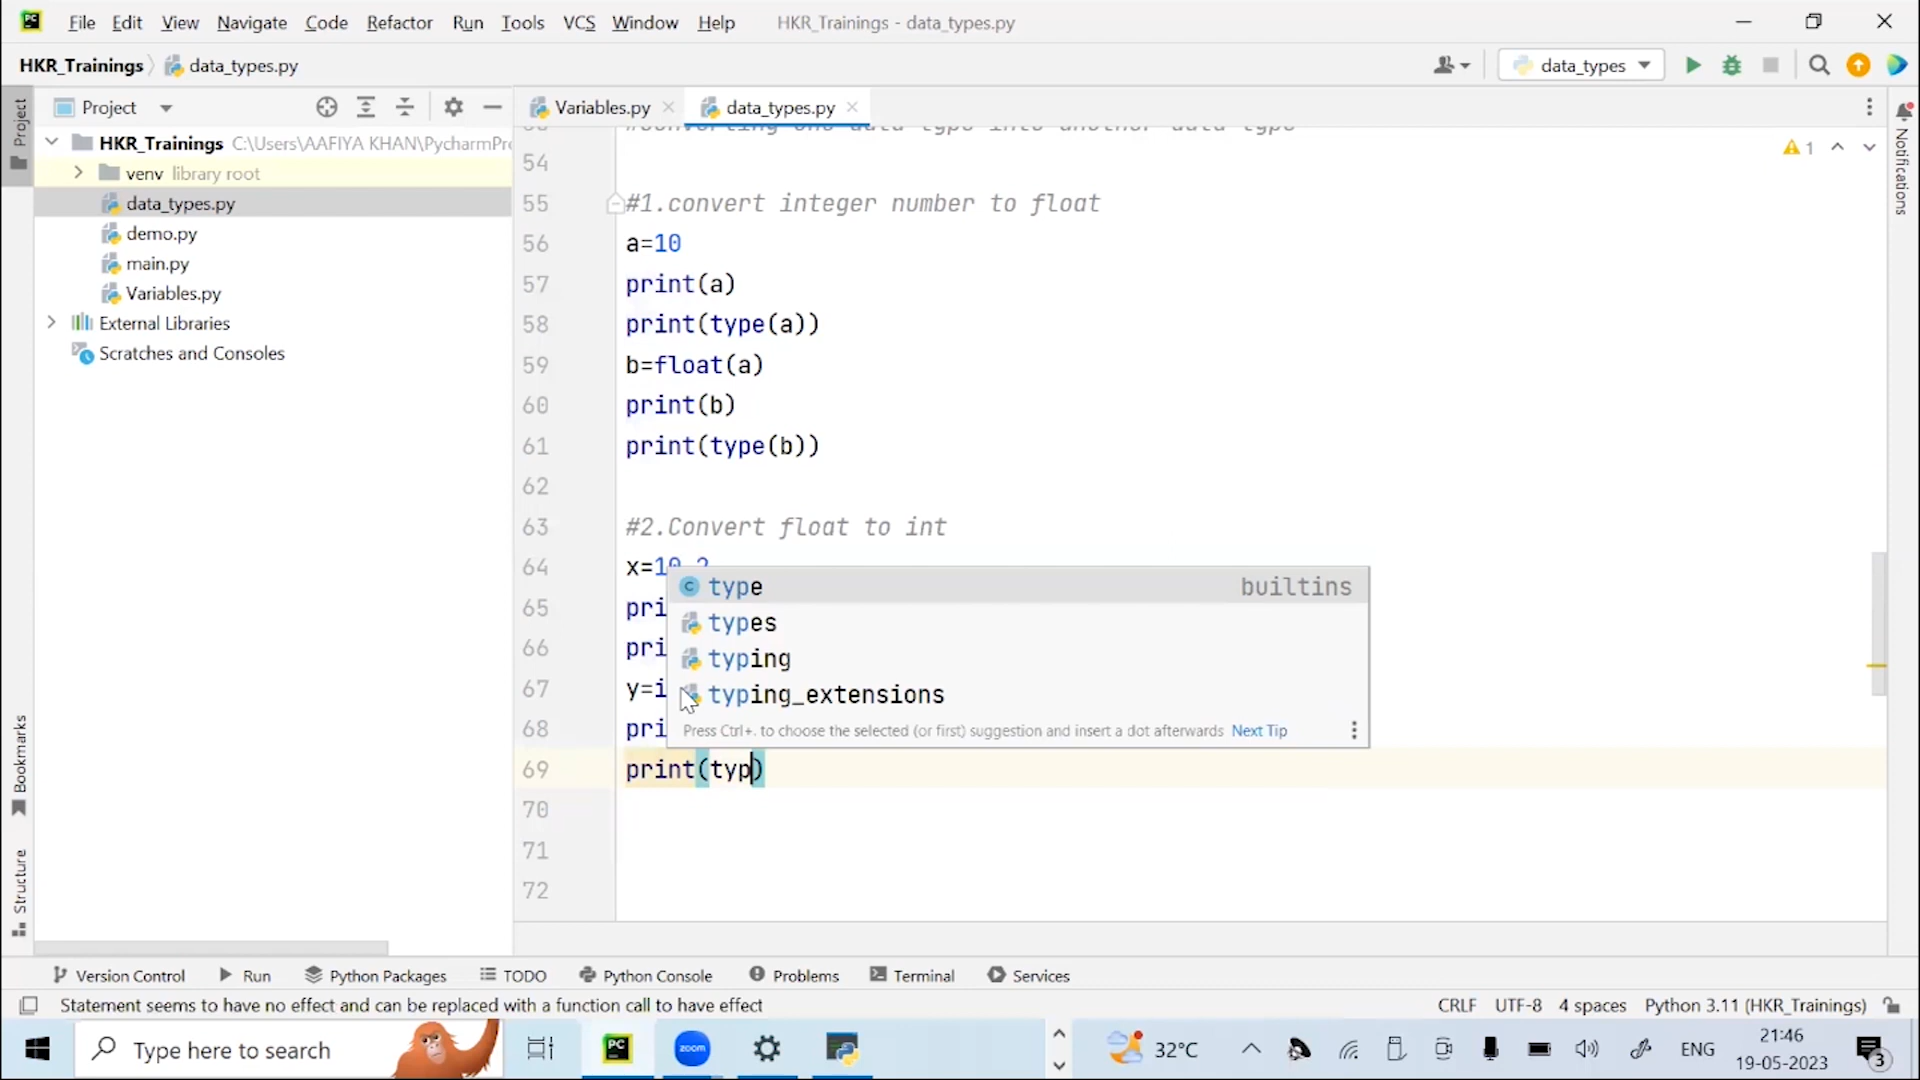 PC File Edit View Navigate Code Refactor Run Tools VCS Window Help HKR_Trainings - data_types.py
HKR_Trainings data_types.py data_types
Project
Project
Variables.py data_types.py
HKR_Trainings C:\Users\AAFIYA KHAN\PycharmPr
venv library root
data_types.py
demo.py
main.py
Variables.py
External Libraries
Scratches and Consoles
#Converting one data type into another data type
54
55 #1.convert integer number to float
56 a=10
57 print(a)
58 print(type(a))
59 b=float(a)
60 print(b)
61 print(type(b))
62
63 #2.Convert float to int
64 x=10.2
65 pri
66 pri
67 y=i
68 pri
69 print(typ)
70
71
72
type builtins
types
typing
typing_extensions
Press Ctrl+. to choose the selected (or first) suggestion and insert a dot afterwards Next Tip
1
Notifications
Bookmarks
Structure
Version Control Run Python Packages TODO Python Console Problems Terminal Services
Statement seems to have no effect and can be replaced with a function call to have effect CRLF UTF-8 4 spaces Python 3.11 (HKR_Trainings)
Type here to search PC zoom 32°C ENG 21:46
19-05-2023 3